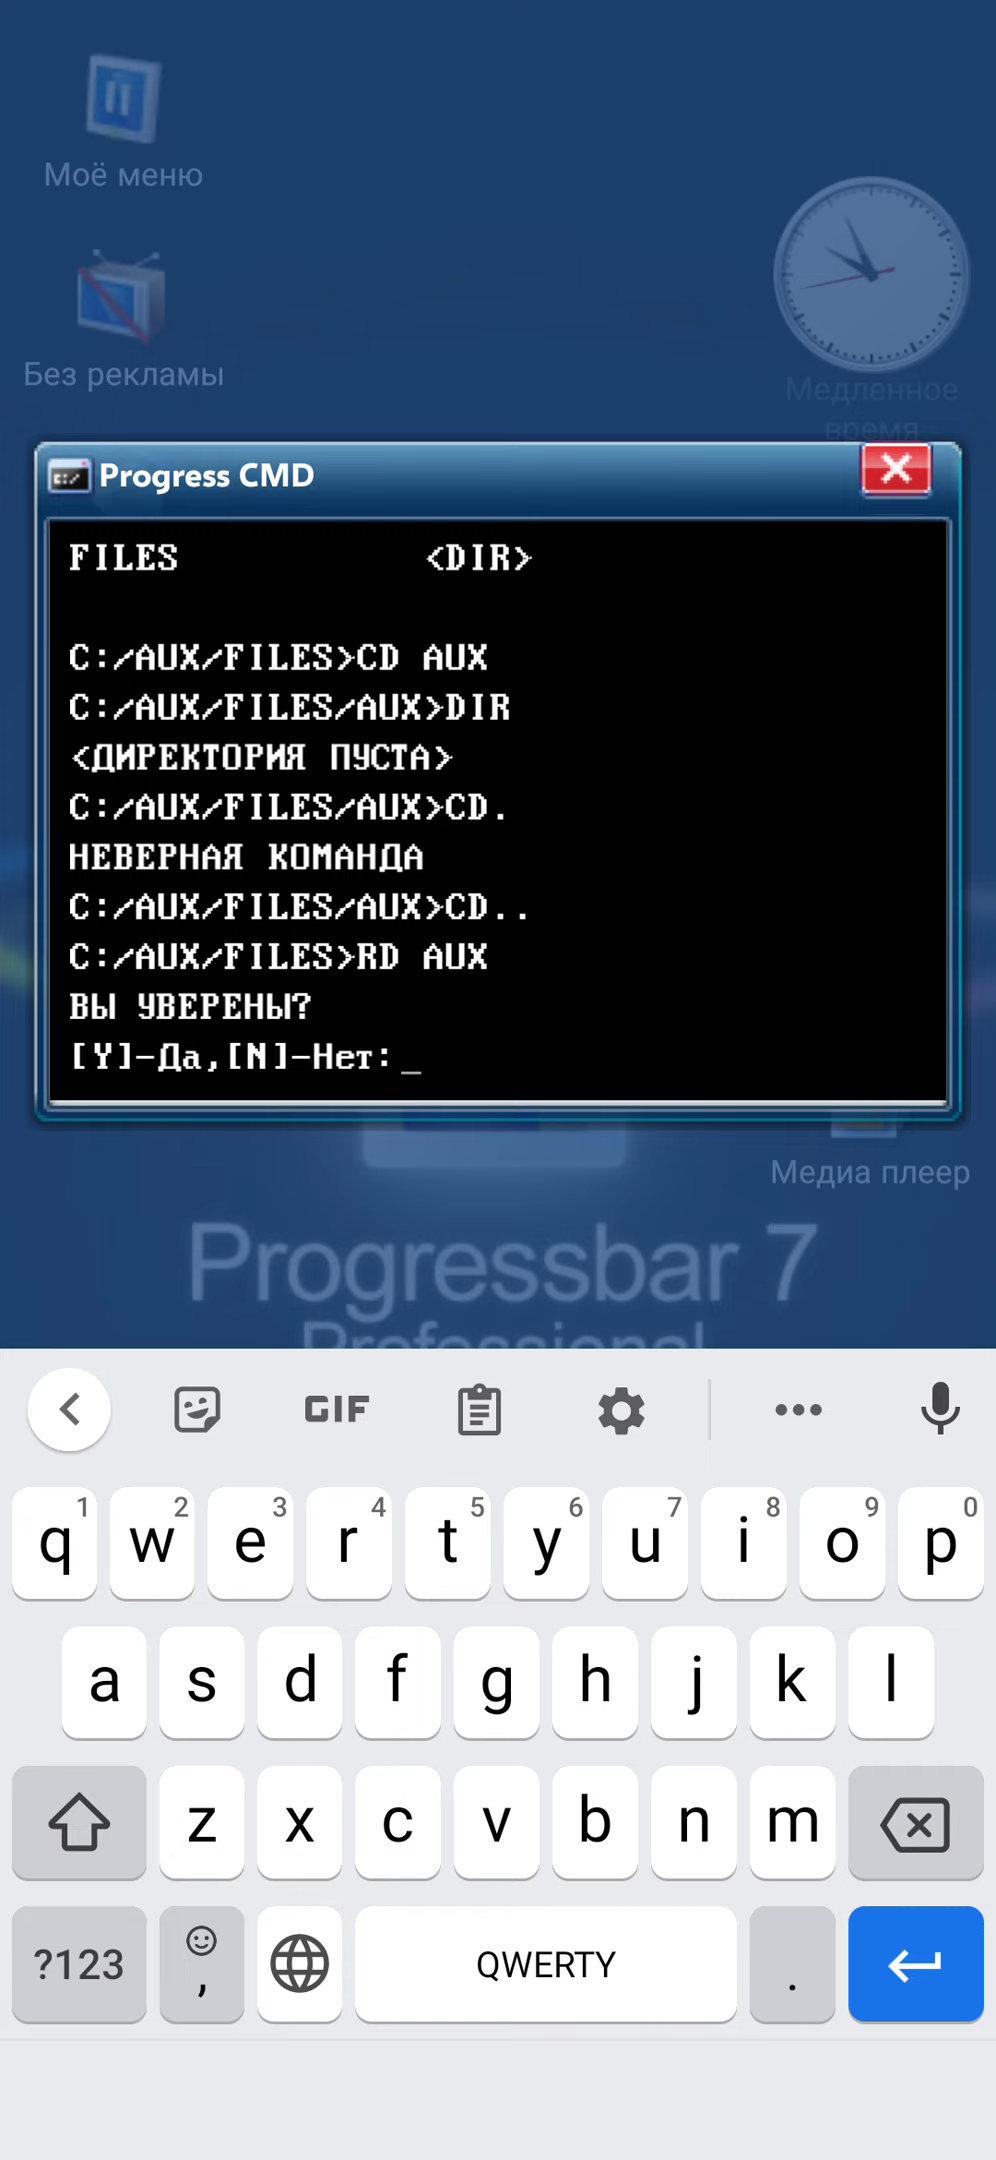 Моё меню
Без рекламы
Медленное
время
Progress CMD
FILES <DIR>
C:/AUX/FILES>CD AUX
C:/AUX/FILES/AUX>DIR
<ДИРЕКТОРИЯ ПУСТА>
C:/AUX/FILES/AUX>CD.
НЕВЕРНАЯ КОМАНДА
C:/AUX/FILES/AUX>CD..
C:/AUX/FILES>RD AUX
ВЫ УВЕРЕНЫ?
[Y]-Да,[N]-Нет:_
Медиа плеер
Progressbar 7
Professional
GIF
1 2 3 4 5 6 7 8 9 0
q w e r t y u i o p
a s d f g h j k l
z x c v b n m
?123 , QWERTY .